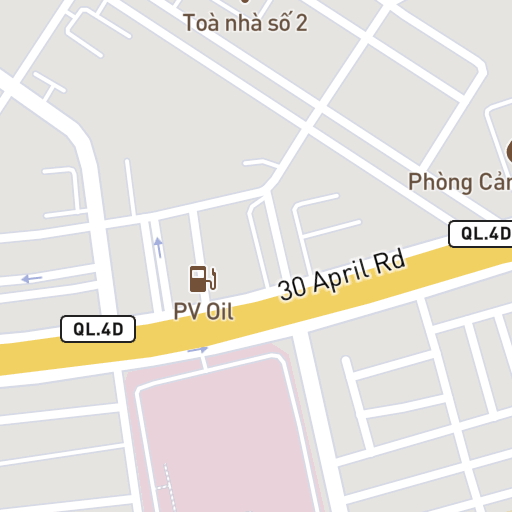 Toà nhà số 2
Phòng Cản
QL.4D
30 April Rd
PV Oil
QL.4D